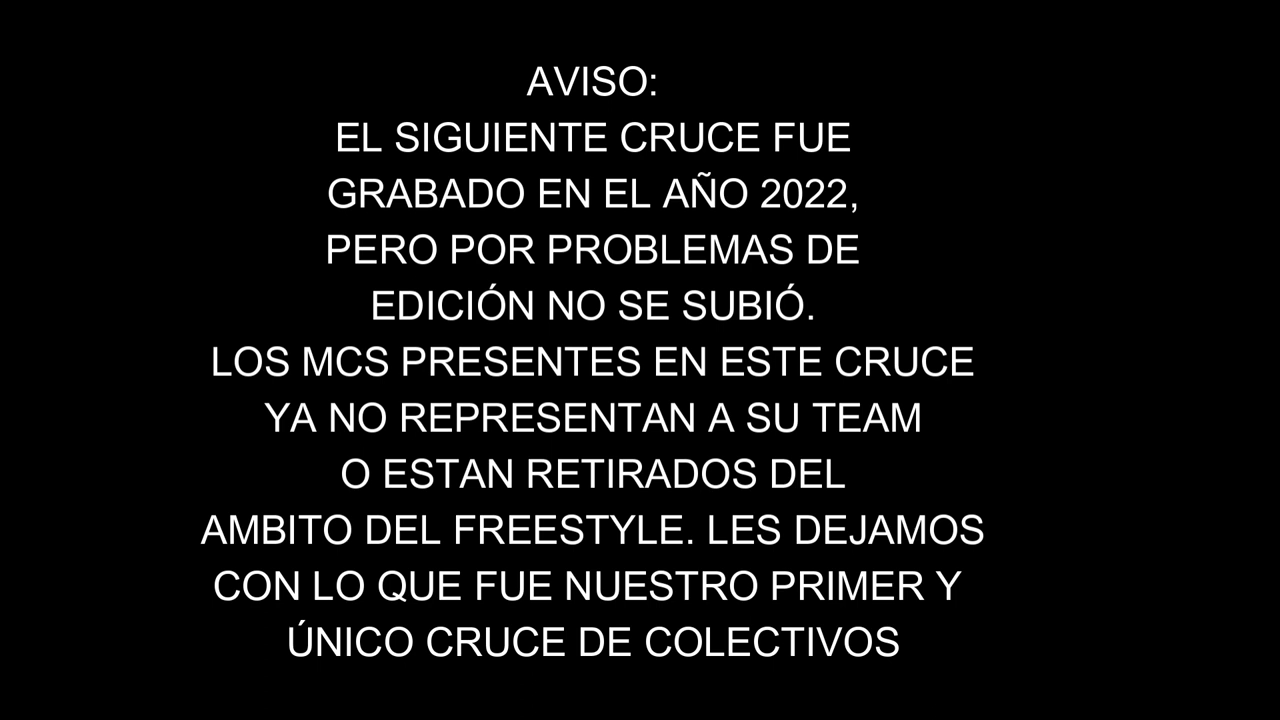 AVISO:
EL SIGUIENTE CRUCE FUE
GRABADO EN EL AÑO 2022,
PERO POR PROBLEMAS DE
EDICIÓN NO SE SUBIÓ.
LOS MCS PRESENTES EN ESTE CRUCE
YA NO REPRESENTAN A SU TEAM
O ESTAN RETIRADOS DEL
AMBITO DEL FREESTYLE. LES DEJAMOS
CON LO QUE FUE NUESTRO PRIMER Y
ÚNICO CRUCE DE COLECTIVOS